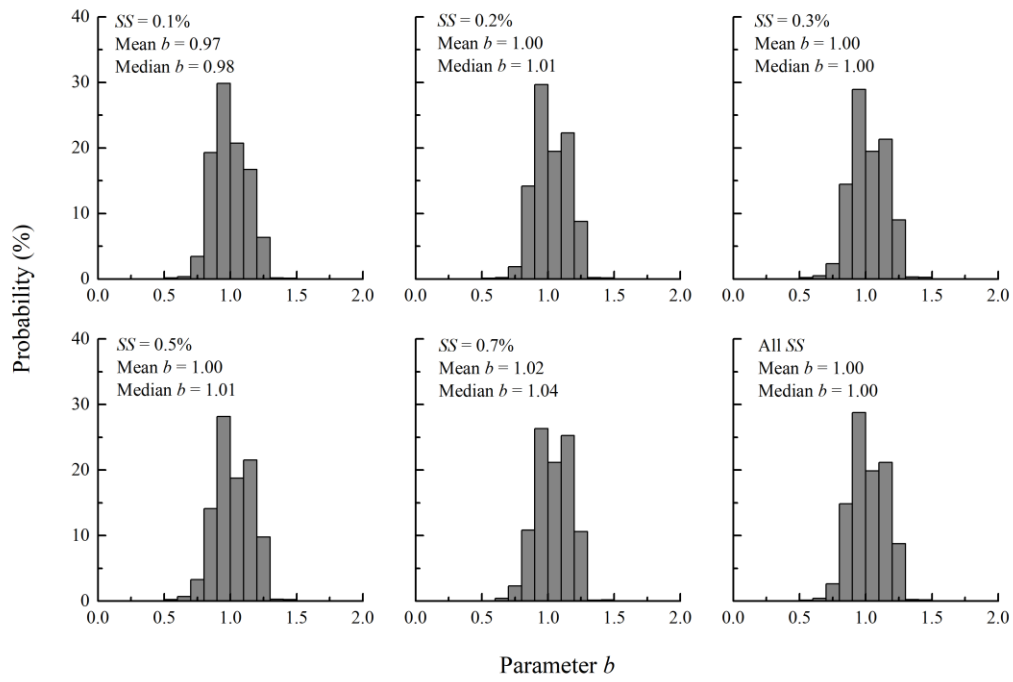 Probability (%)
40
30
20
10
0
SS = 0.1%
Mean b = 0.97
Median b = 0.98
0.0 0.5 1.0 1.5 2.0
SS = 0.2%
Mean b = 1.00
Median b = 1.01
0.0 0.5 1.0 1.5 2.0
SS = 0.3%
Mean b = 1.00
Median b = 1.00
0.0 0.5 1.0 1.5 2.0
40
30
20
10
0
SS = 0.5%
Mean b = 1.00
Median b = 1.01
0.0 0.5 1.0 1.5 2.0
SS = 0.7%
Mean b = 1.02
Median b = 1.04
0.0 0.5 1.0 1.5 2.0
All SS
Mean b = 1.00
Median b = 1.00
0.0 0.5 1.0 1.5 2.0
Parameter b